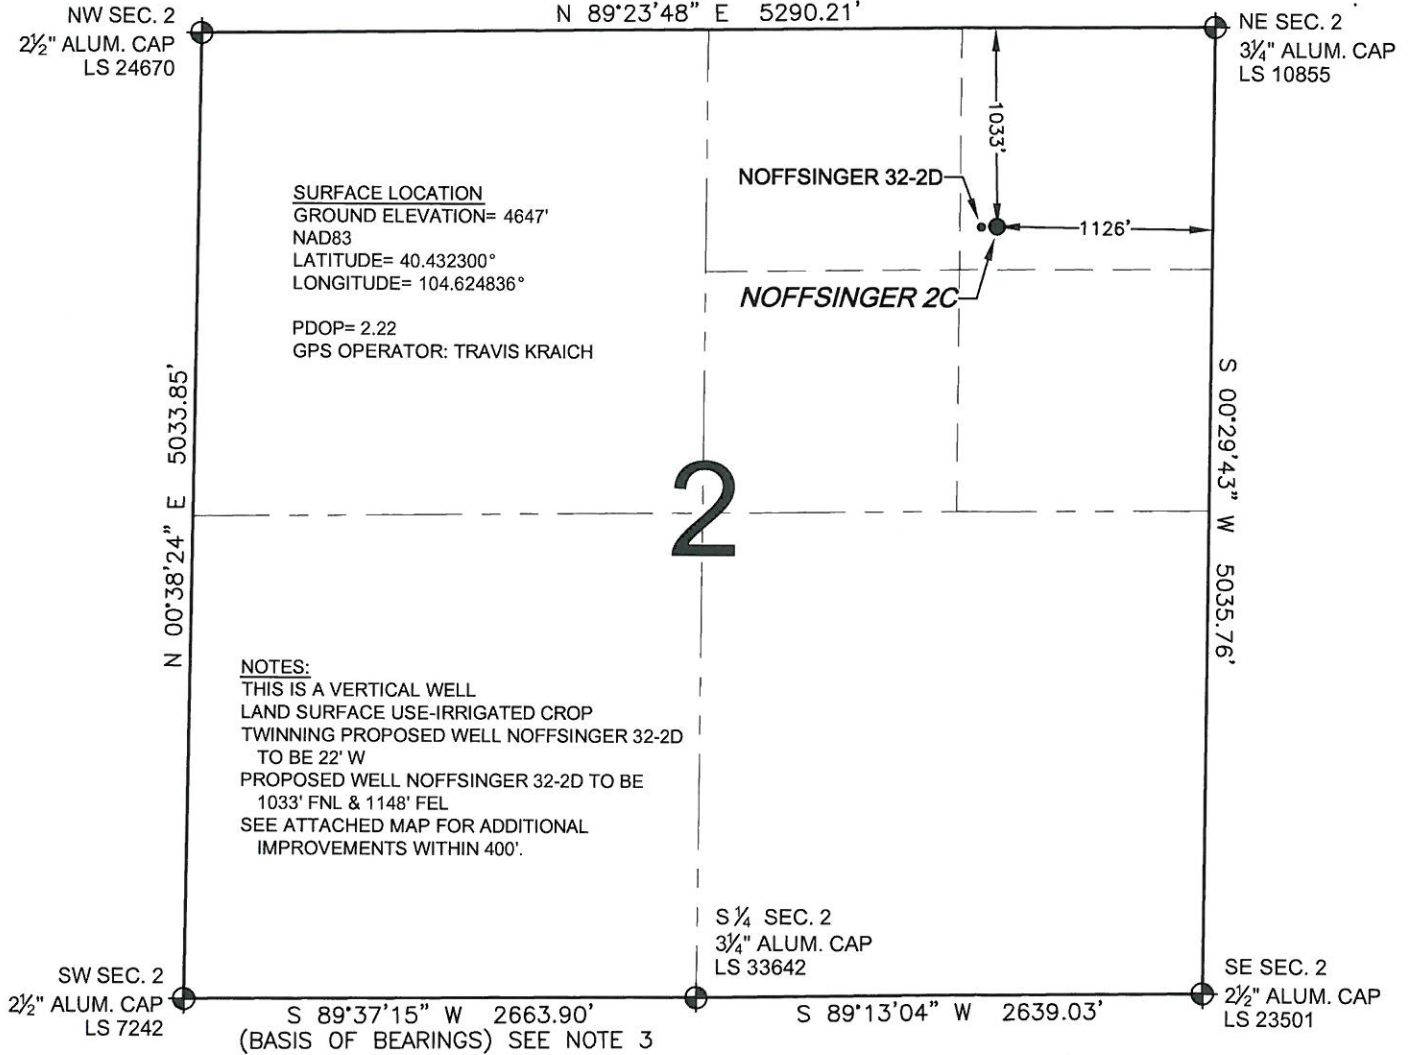 N 89°23'48" E 5290.21'
NW SEC. 2
2½" ALUM. CAP
LS 24670
NE SEC. 2
3¼" ALUM. CAP
LS 10855
1033'
NOFFSINGER 32-2D
1126'
NOFFSINGER 2C
SURFACE LOCATION
GROUND ELEVATION= 4647'
NAD83
LATITUDE= 40.432300°
LONGITUDE= 104.624836°
PDOP= 2.22
GPS OPERATOR: TRAVIS KRAICH
N 00°38'24" E 5033.85'
S 00°29'43" W 5035.76'
2
NOTES:
THIS IS A VERTICAL WELL
LAND SURFACE USE-IRRIGATED CROP
TWINNING PROPOSED WELL NOFFSINGER 32-2D
TO BE 22' W
PROPOSED WELL NOFFSINGER 32-2D TO BE
1033' FNL & 1148' FEL
SEE ATTACHED MAP FOR ADDITIONAL
IMPROVEMENTS WITHIN 400'.
S ¼ SEC. 2
3¼" ALUM. CAP
LS 33642
SW SEC. 2
2½" ALUM. CAP
LS 7242
SE SEC. 2
2½" ALUM. CAP
LS 23501
S 89°37'15" W 2663.90'
(BASIS OF BEARINGS) SEE NOTE 3
S 89°13'04" W 2639.03'